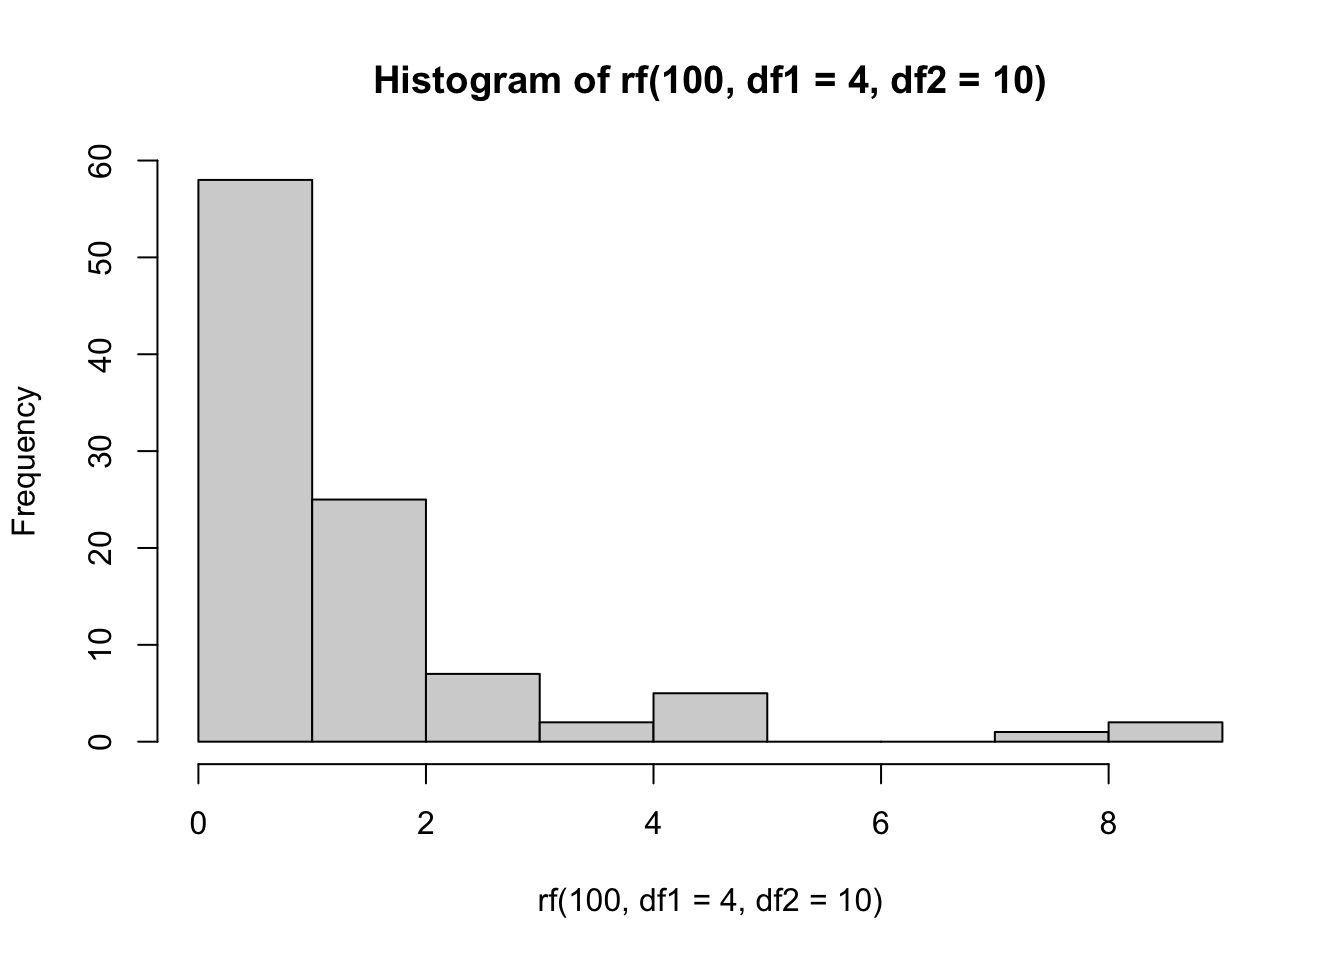 Histogram of rf(100, df1 = 4, df2 = 10)
Frequency
60
50
40
30
20
10
0
0 2 4 6 8
rf(100, df1 = 4, df2 = 10)